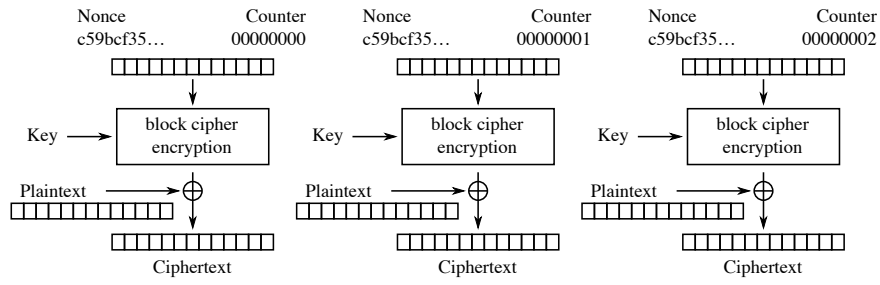 Nonce Counter
c59bcf35… 00000000
Key
block cipher
encryption
Plaintext
Ciphertext
Nonce Counter
c59bcf35… 00000001
Key
block cipher
encryption
Plaintext
Ciphertext
Nonce Counter
c59bcf35… 00000002
Key
block cipher
encryption
Plaintext
Ciphertext